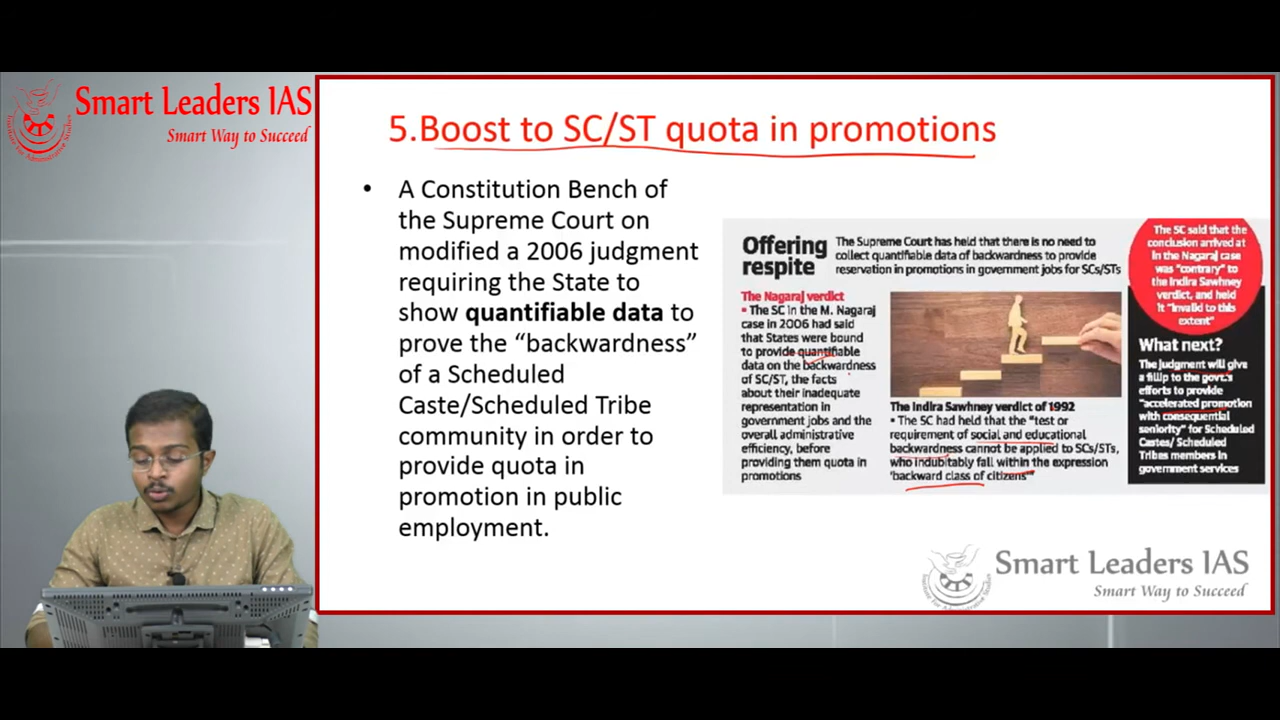 Smart Leaders IAS
Smart Way to Succeed
5.Boost to SC/ST quota in promotions
• A Constitution Bench of
the Supreme Court on
modified a 2006 judgment
requiring the State to
show quantifiable data to
prove the “backwardness”
of a Scheduled
Caste/Scheduled Tribe
community in order to
provide quota in
promotion in public
employment.
Offering
respite
The Supreme Court has held that there is no need to
collect quantifiable data of backwardness to provide
reservation in promotions in government jobs for SCs/STs
The Nagaraj verdict
▪ The SC in the M. Nagaraj
case in 2006 had said
that States were bound
to provide quantifiable
data on the backwardness
of SC/ST, the facts
about their inadequate
representation in
government jobs and the
overall administrative
efficiency, before
providing them quota in
promotions
The Indira Sawhney verdict of 1992
▪ The SC had held that the "test or
requirement of social and educational
backwardness cannot be applied to SCs/STs,
who indubitably fall within the expression
'backward class of citizens'"
The SC said that the
conclusion arrived at
in the Nagaraj case
was "contrary" to
the Indira Sawhney
verdict, and held
it "invalid to this
extent"
What next?
The judgment will give
a fillip to the govt.'s
efforts to provide
"accelerated promotion
with consequential
seniority" for Scheduled
Castes/ Scheduled
Tribes members in
government services
Smart Leaders IAS
Smart Way to Succeed